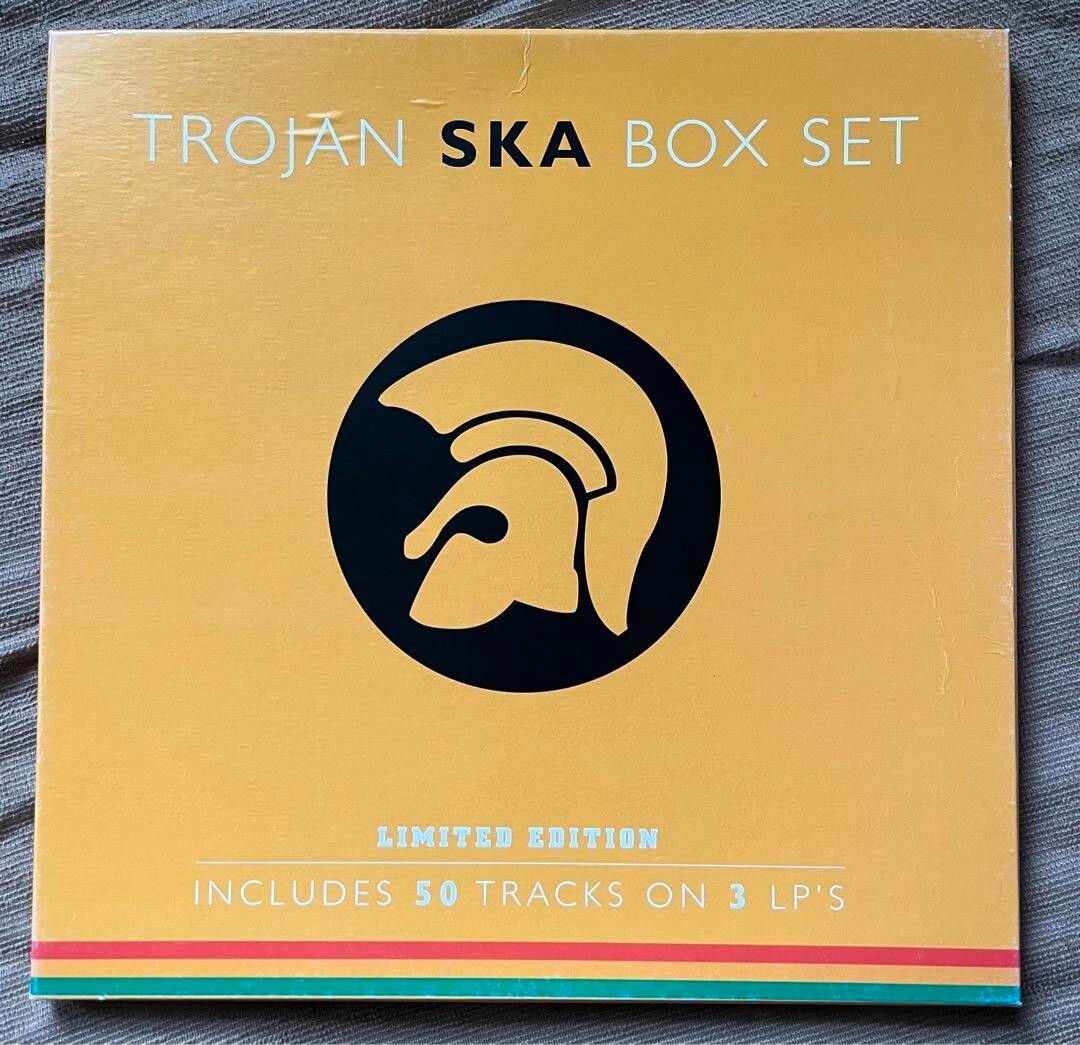 TROJAN SKA BOX SET
LIMITED EDITION
INCLUDES 50 TRACKS ON 3 LP'S